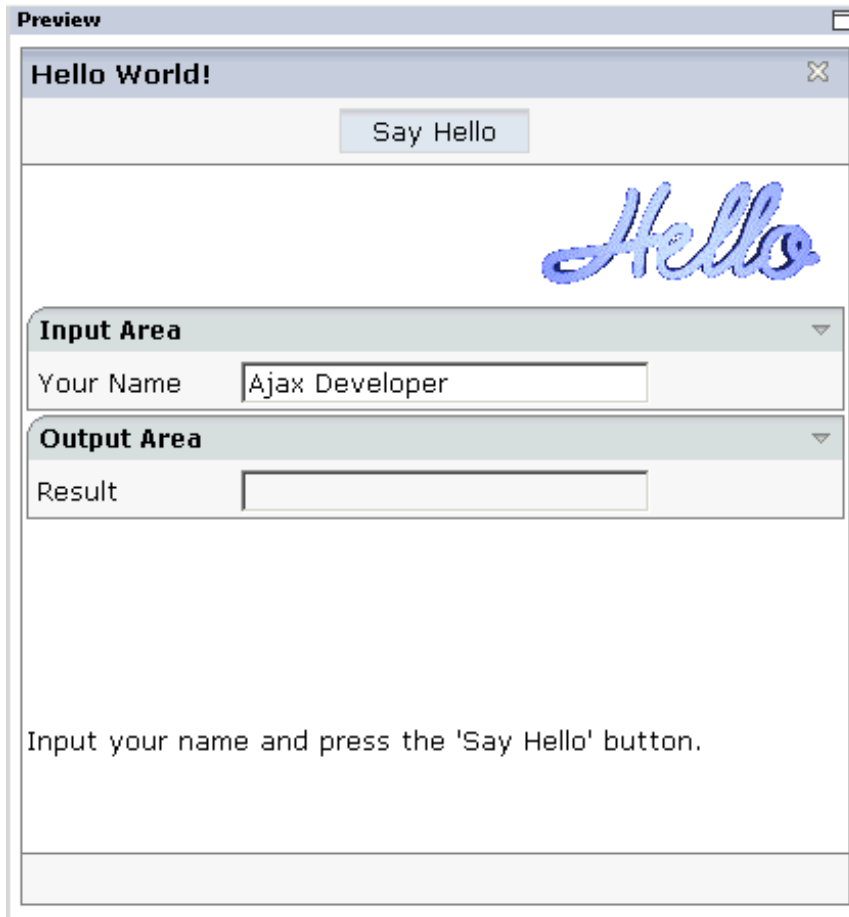 Preview
Hello World!
Say Hello
Hello
Input Area
Your Name Ajax Developer
Output Area
Result
Input your name and press the 'Say Hello' button.